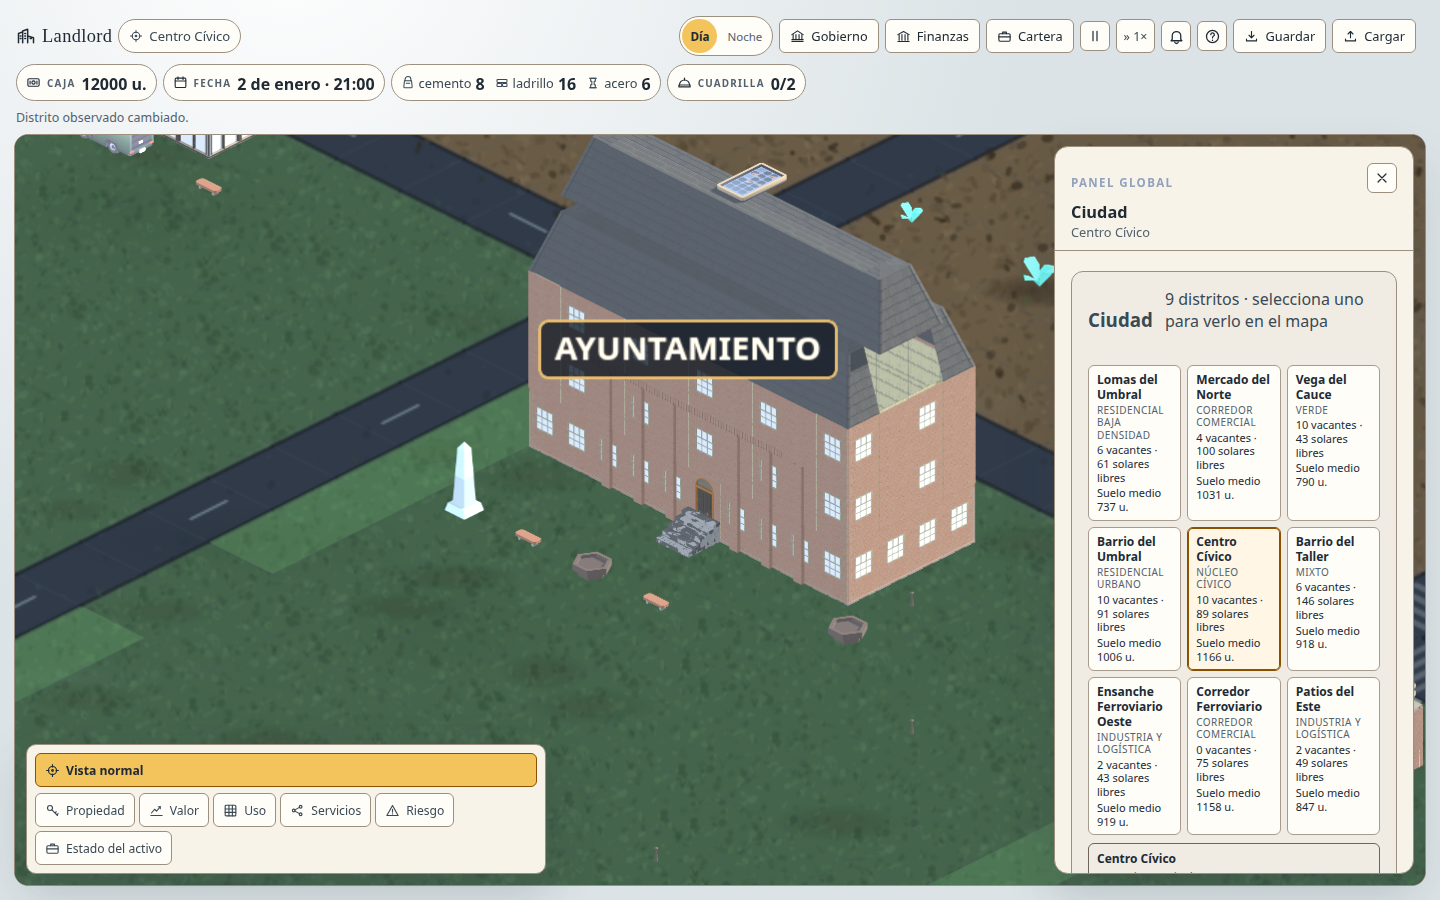 Landlord
Centro Cívico
Día
Noche
Gobierno
Finanzas
Cartera
» 1×
Guardar
Cargar
CAJA 12000 u.
FECHA 2 de enero · 21:00
cemento 8 ladrillo 16 acero 6
CUADRILLA 0/2
Distrito observado cambiado.
AYUNTAMIENTO
PANEL GLOBAL
Ciudad
Centro Cívico
Ciudad
9 distritos · selecciona uno
para verlo en el mapa
Lomas del
Umbral
RESIDENCIAL
BAJA
DENSIDAD
6 vacantes ·
61 solares
libres
Suelo medio
737 u.
Mercado del
Norte
CORREDOR
COMERCIAL
4 vacantes ·
100 solares
libres
Suelo medio
1031 u.
Vega del
Cauce
VERDE
10 vacantes ·
43 solares
libres
Suelo medio
790 u.
Barrio del
Umbral
RESIDENCIAL
URBANO
10 vacantes ·
91 solares
libres
Suelo medio
1006 u.
Centro
Cívico
NÚCLEO
CÍVICO
10 vacantes ·
89 solares
libres
Suelo medio
1166 u.
Barrio del
Taller
MIXTO
6 vacantes ·
146 solares
libres
Suelo medio
918 u.
Ensanche
Ferroviario
Oeste
INDUSTRIA Y
LOGÍSTICA
2 vacantes ·
43 solares
libres
Suelo medio
919 u.
Corredor
Ferroviario
CORREDOR
COMERCIAL
0 vacantes ·
75 solares
libres
Suelo medio
1158 u.
Patios del
Este
INDUSTRIA Y
LOGÍSTICA
2 vacantes ·
49 solares
libres
Suelo medio
847 u.
Centro Cívico
Vista normal
Propiedad
Valor
Uso
Servicios
Riesgo
Estado del activo